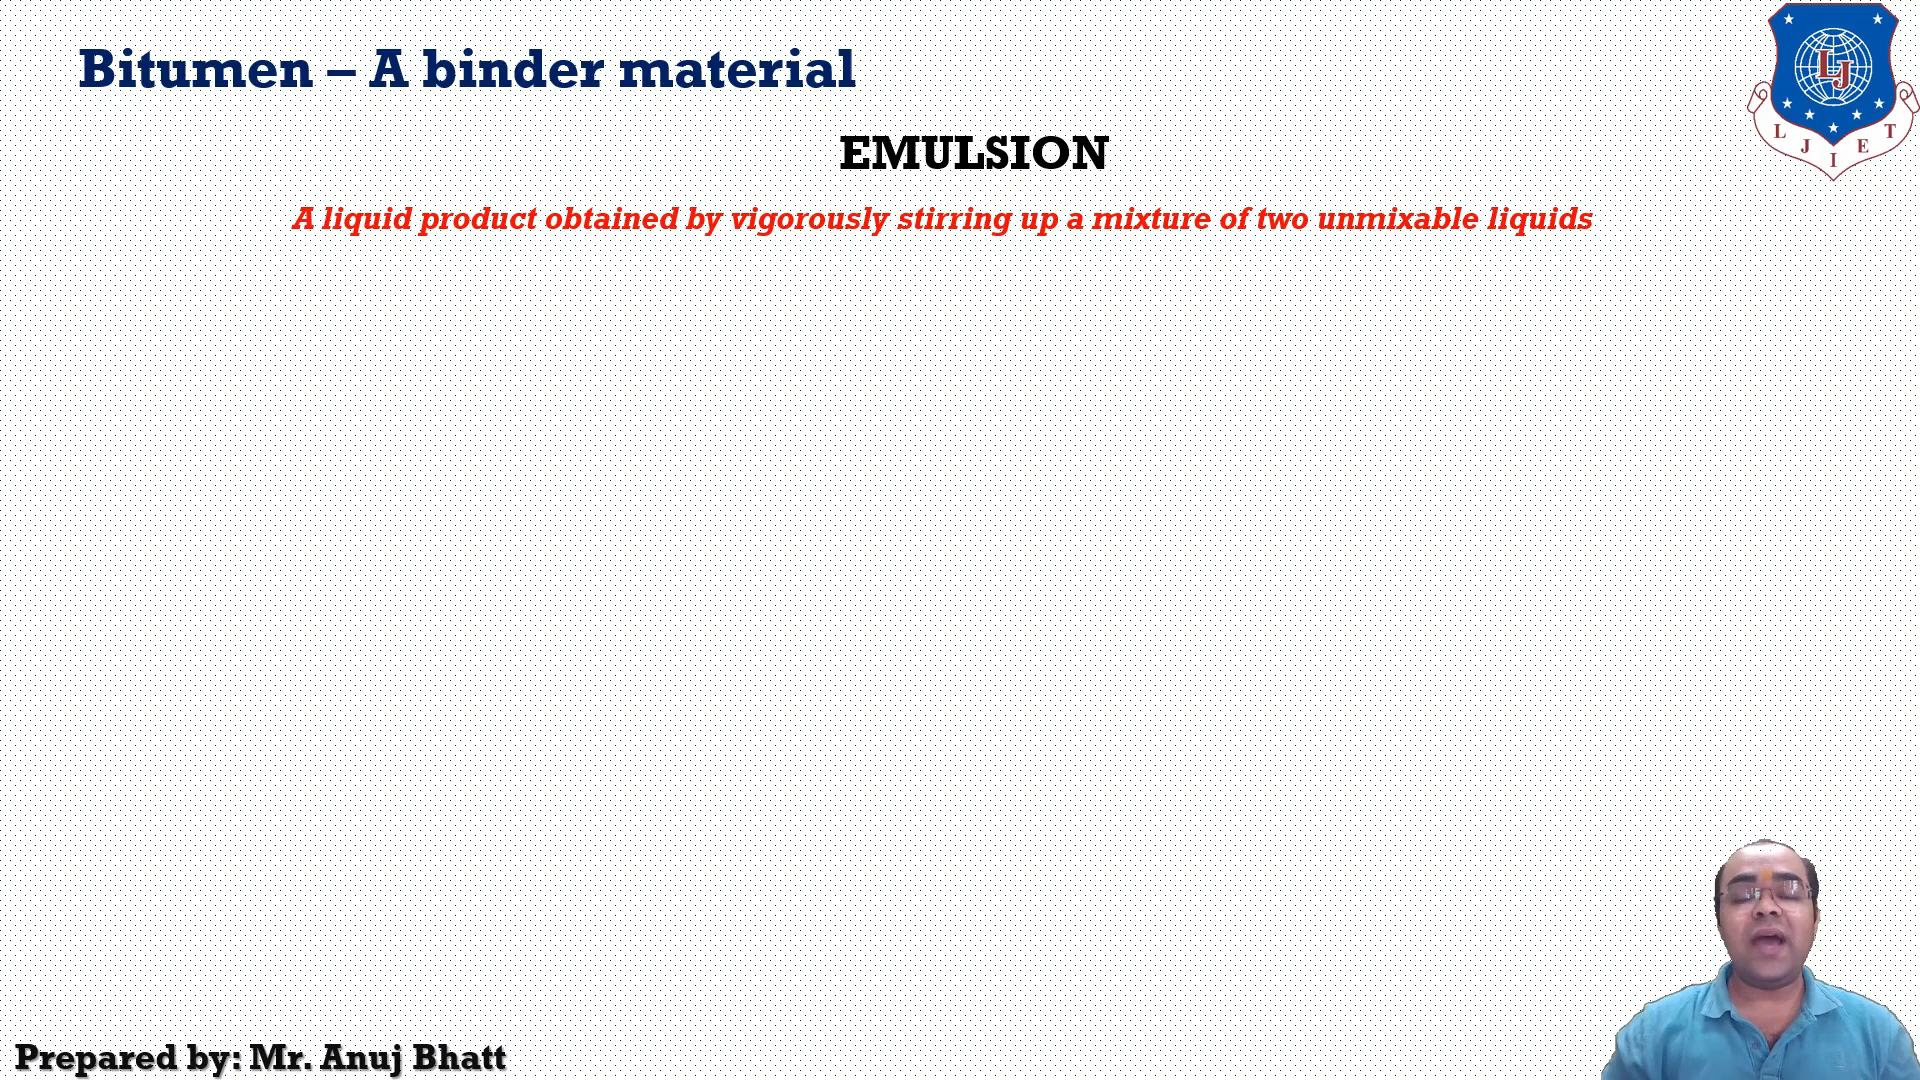 Bitumen – A binder material
EMULSION
A liquid product obtained by vigorously stirring up a mixture of two unmixable liquids
LJ
L J I E T
Prepared by: Mr. Anuj Bhatt